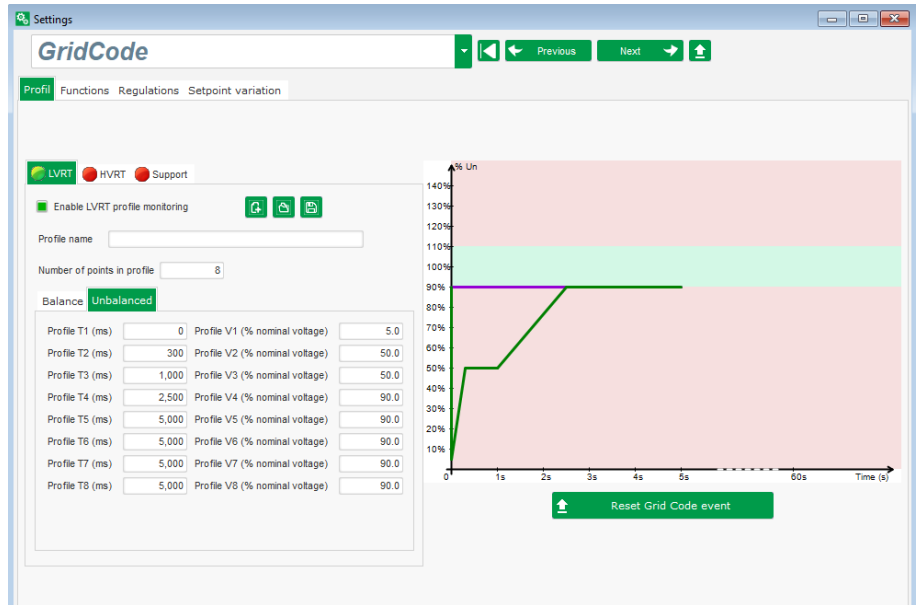 Settings
GridCode
Previous
Next
Profil Functions Regulations Setpoint variation
LVRT HVRT Support
Enable LVRT profile monitoring
Profile name
Number of points in profile 8
Balance Unbalanced
Profile T1 (ms) 0 Profile V1 (% nominal voltage) 5.0
Profile T2 (ms) 300 Profile V2 (% nominal voltage) 50.0
Profile T3 (ms) 1,000 Profile V3 (% nominal voltage) 50.0
Profile T4 (ms) 2,500 Profile V4 (% nominal voltage) 90.0
Profile T5 (ms) 5,000 Profile V5 (% nominal voltage) 90.0
Profile T6 (ms) 5,000 Profile V6 (% nominal voltage) 90.0
Profile T7 (ms) 5,000 Profile V7 (% nominal voltage) 90.0
Profile T8 (ms) 5,000 Profile V8 (% nominal voltage) 90.0
% Un
140%
130%
120%
110%
100%
90%
80%
70%
60%
50%
40%
30%
20%
10%
0 1s 2s 3s 4s 5s 60s Time (s)
Reset Grid Code event